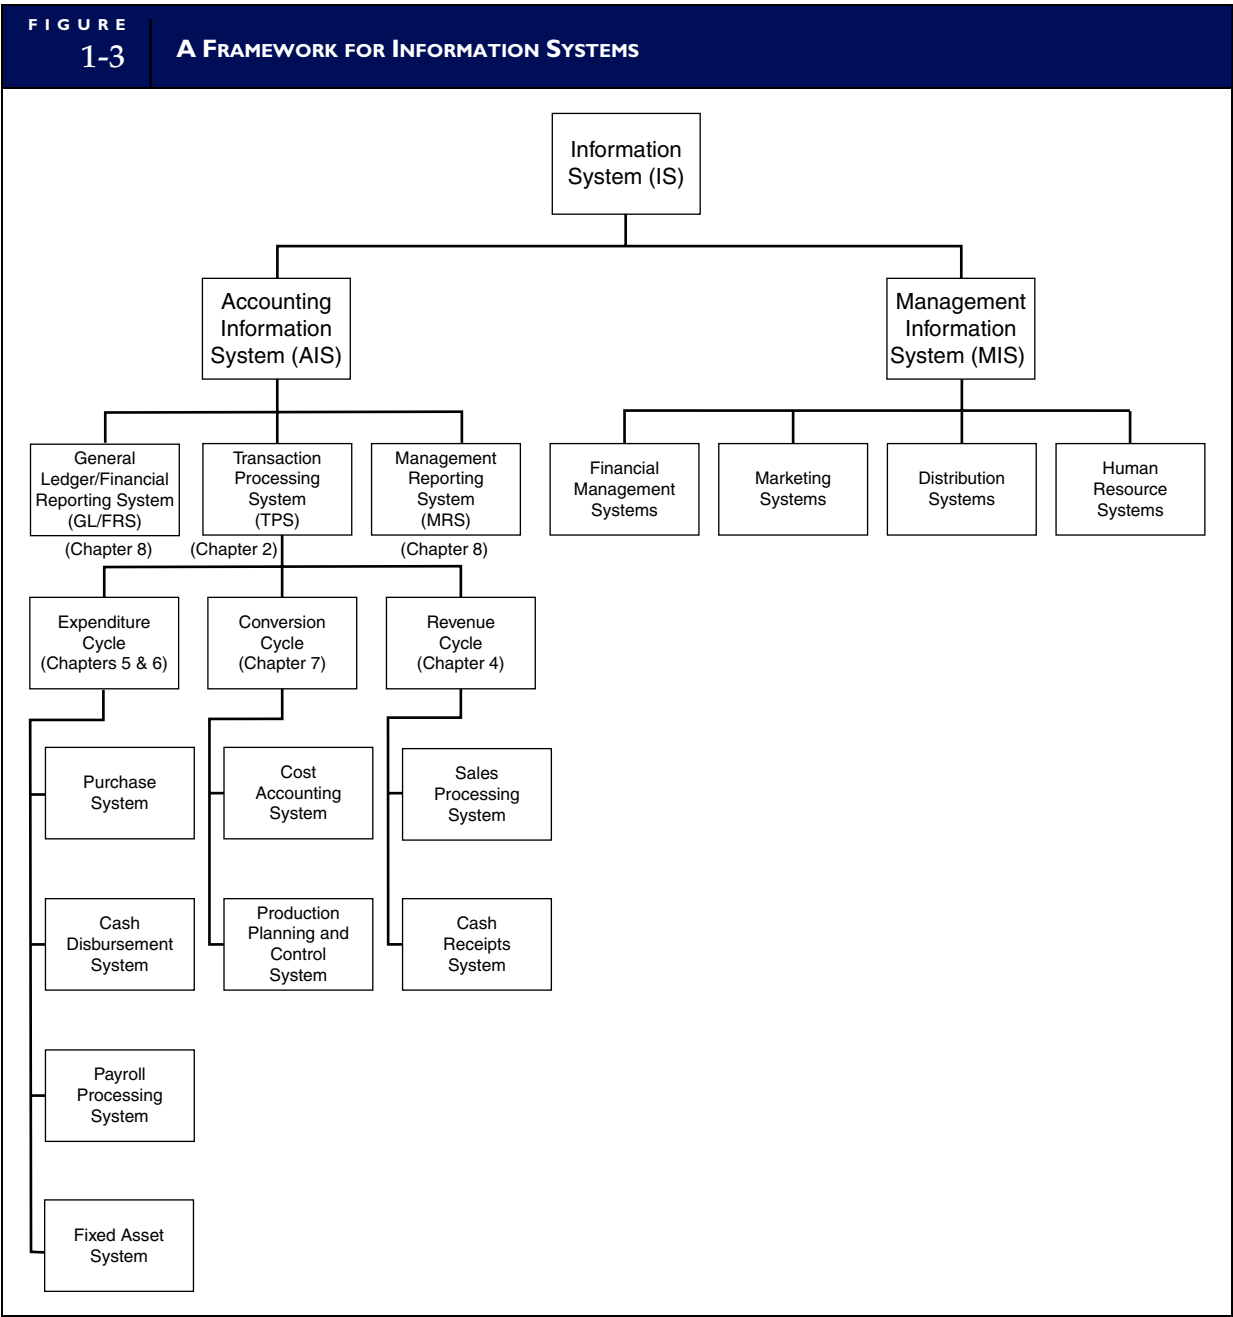 FIGURE
1-3
A FRAMEWORK FOR INFORMATION SYSTEMS
Information
System (IS)
Accounting
Information
System (AIS)
Management
Information
System (MIS)
General
Ledger/Financial
Reporting System
(GL/FRS)
(Chapter 8)
Transaction
Processing
System
(TPS)
(Chapter 2)
Management
Reporting
System
(MRS)
(Chapter 8)
Financial
Management
Systems
Marketing
Systems
Distribution
Systems
Human
Resource
Systems
Expenditure
Cycle
(Chapters 5 & 6)
Conversion
Cycle
(Chapter 7)
Revenue
Cycle
(Chapter 4)
Purchase
System
Cost
Accounting
System
Sales
Processing
System
Cash
Disbursement
System
Production
Planning and
Control
System
Cash
Receipts
System
Payroll
Processing
System
Fixed Asset
System